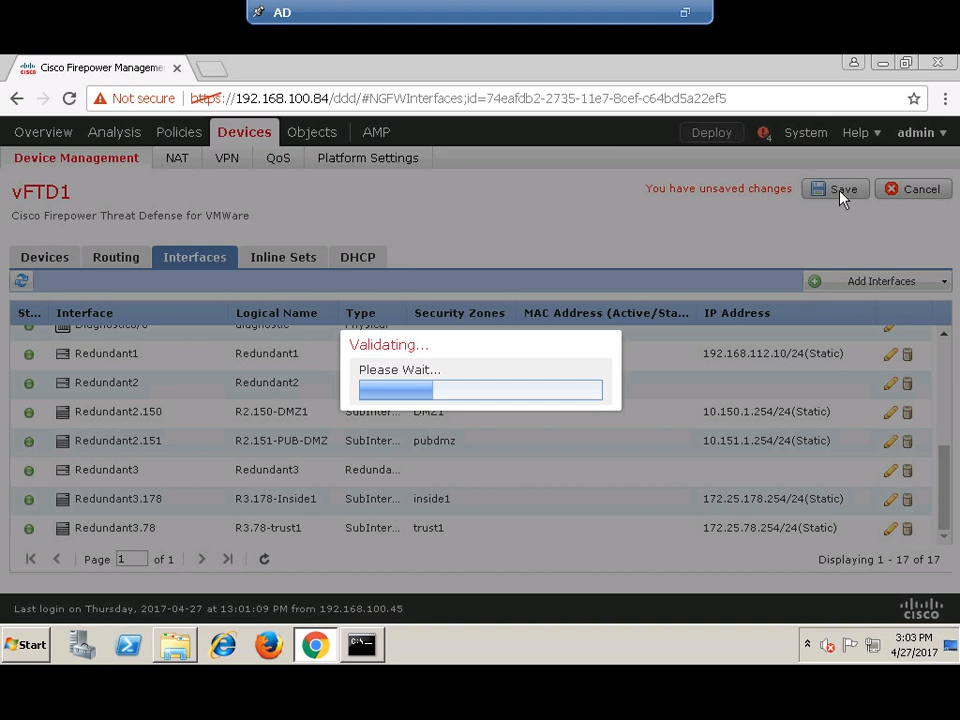 AD
Cisco Firepower Manageme
Not secure https://192.168.100.84/ddd/#NGFWInterfaces;id=74eafdb2-2735-11e7-8cef-c64bd5a22ef5
Overview Analysis Policies Devices Objects AMP Deploy 4 System Help admin
Device Management NAT VPN QoS Platform Settings
vFTD1
You have unsaved changes Save Cancel
Cisco Firepower Threat Defense for VMWare
Devices Routing Interfaces Inline Sets DHCP
Add Interfaces
St... Interface Logical Name Type Security Zones MAC Address (Active/Sta... IP Address
Diagnostic0/0 diagnostic Physical
Redundant1 Redundant1 192.168.112.10/24(Static)
Redundant2 Redundant2
Redundant2.150 R2.150-DMZ1 SubInter... DMZ1 10.150.1.254/24(Static)
Redundant2.151 R2.151-PUB-DMZ SubInter... pubdmz 10.151.1.254/24(Static)
Redundant3 Redundant3 Redunda...
Redundant3.178 R3.178-Inside1 SubInter... inside1 172.25.178.254/24(Static)
Redundant3.78 R3.78-trust1 SubInter... trust1 172.25.78.254/24(Static)
Validating...
Please Wait...
Page 1 of 1 Displaying 1 - 17 of 17
Last login on Thursday, 2017-04-27 at 13:01:09 PM from 192.168.100.45
CISCO
Start
3:03 PM
4/27/2017